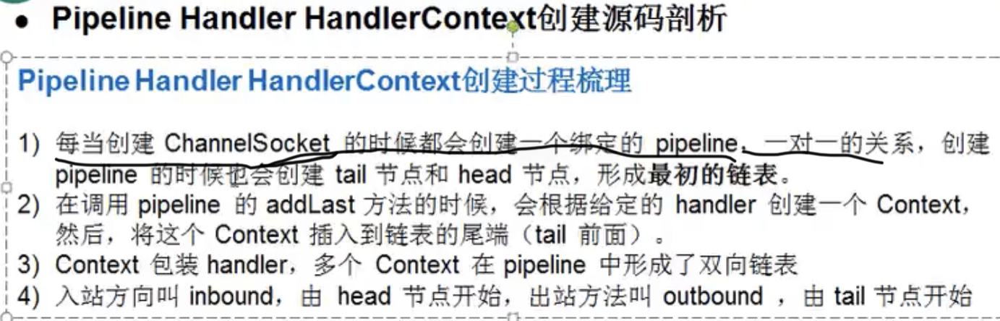 ● Pipeline Handler HandlerContext创建源码剖析
Pipeline Handler HandlerContext创建过程梳理
1) 每当创建 ChannelSocket 的时候都会创建一个绑定的 pipeline，一对一的关系，创建
pipeline 的时候也会创建 tail 节点和 head 节点，形成最初的链表。
2) 在调用 pipeline 的 addLast 方法的时候，会根据给定的 handler 创建一个 Context，
然后，将这个 Context 插入到链表的尾端（tail 前面）。
3) Context 包装 handler，多个 Context 在 pipeline 中形成了双向链表
4) 入站方向叫 inbound，由 head 节点开始，出站方法叫 outbound ，由 tail 节点开始